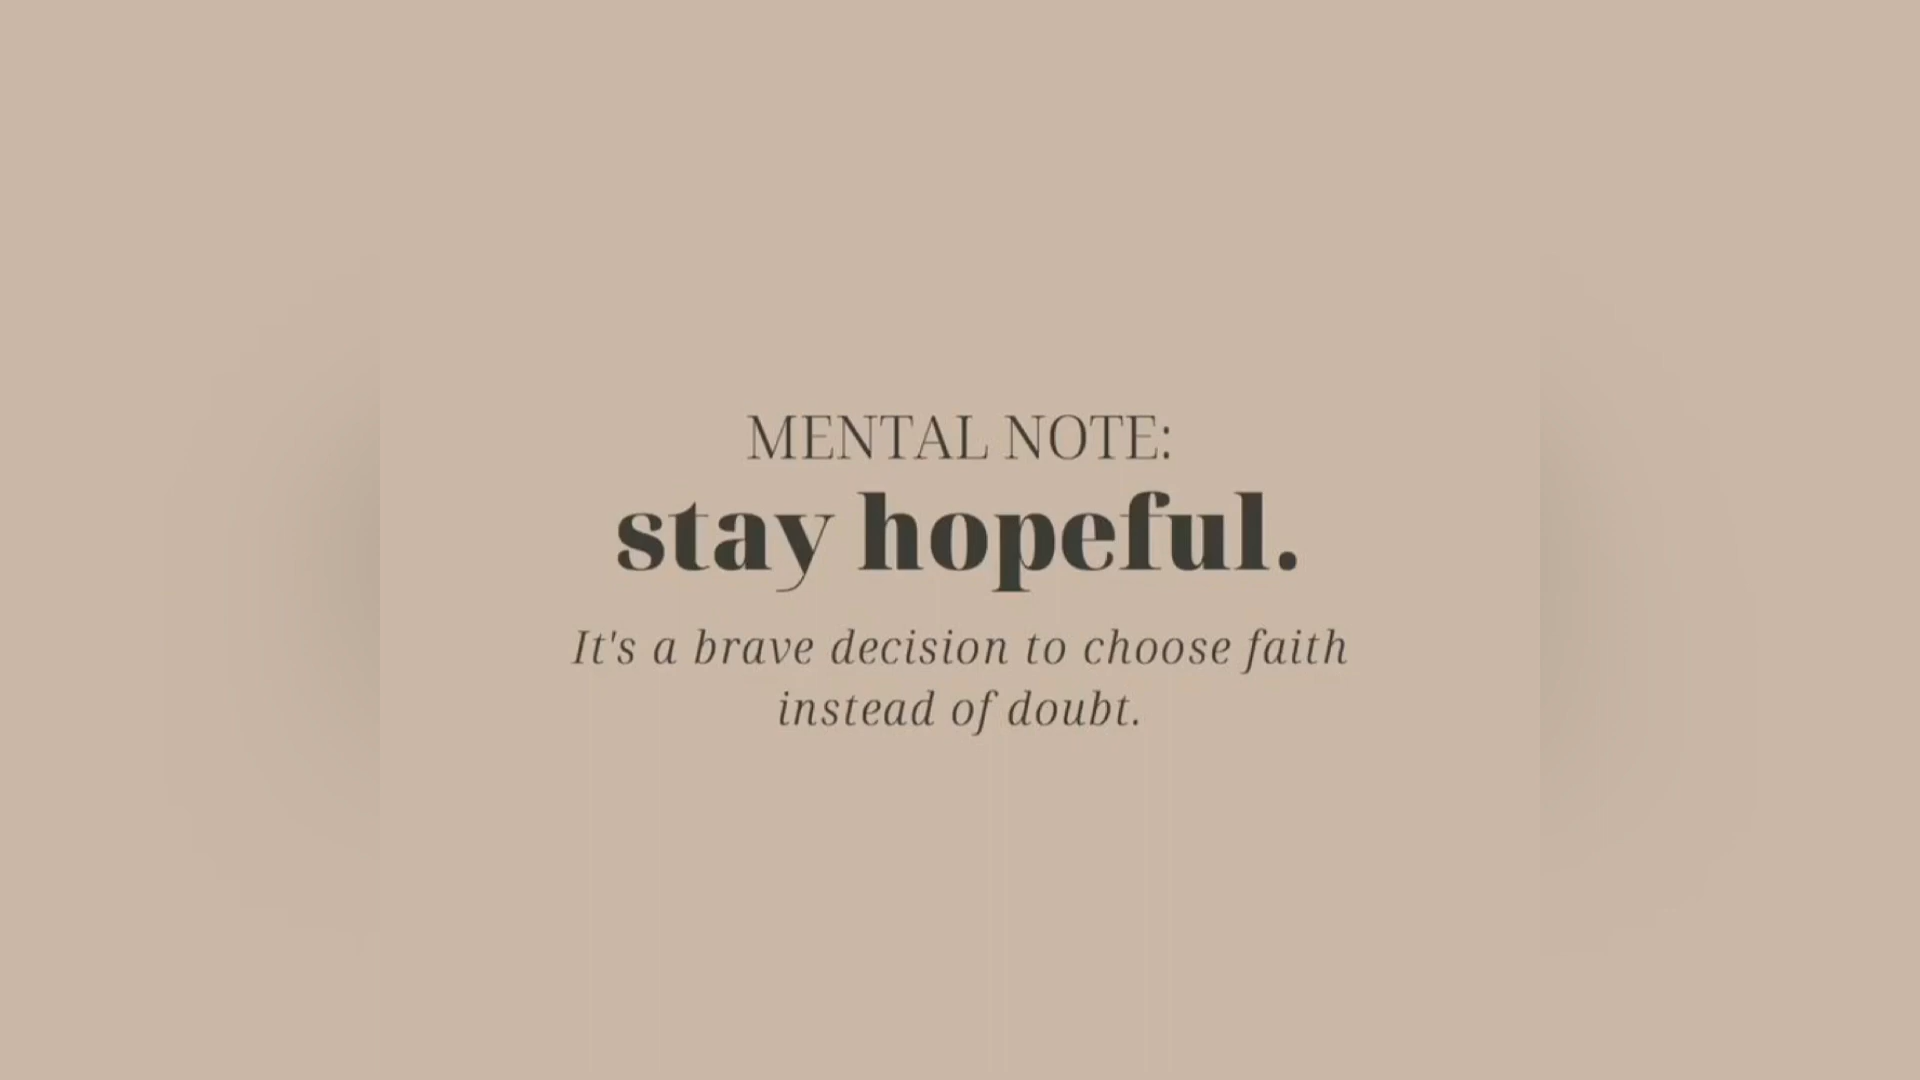 MENTAL NOTE:
stay hopeful.
It's a brave decision to choose faith
instead of doubt.